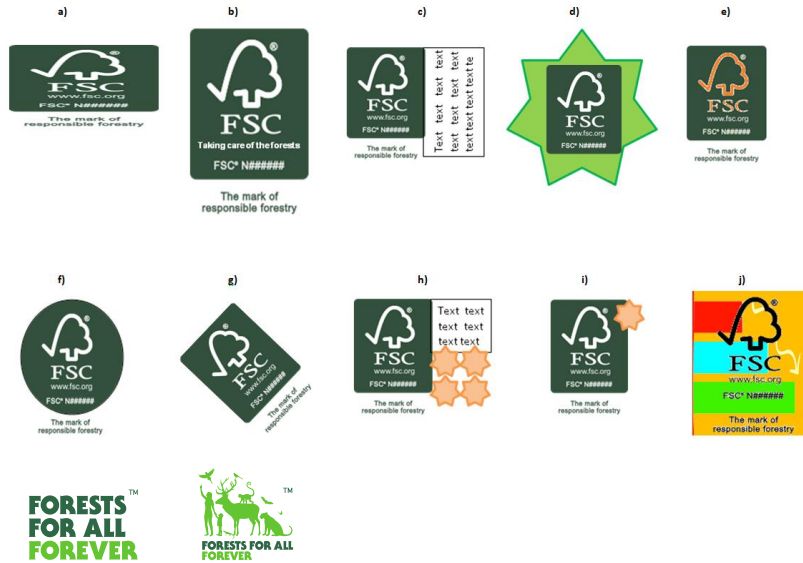 a)
b)
c)
d)
e)
FSC
www.fsc.org
FSC® N######
The mark of
responsible forestry
®
FSC
Taking care of the forests
FSC® N######
The mark of
responsible forestry
®
FSC
www.fsc.org
FSC® N######
The mark of
responsible forestry
Text text text text
text text text text
text text text text te
®
FSC
www.fsc.org
FSC® N######
®
FSC
www.fsc.org
FSC® N######
The mark of
responsible forestry
f)
g)
h)
i)
j)
®
FSC
www.fsc.org
FSC® N######
The mark of
responsible forestry
®
FSC
www.fsc.org
FSC® N######
The mark of
responsible forestry
®
FSC
www.fsc.org
FSC® N######
The mark of
responsible forestry
Text text
text text
text text
FSC
www.fsc.org
FSC® N######
The mark of
responsible forestry
®
FSC
www.fsc.org
FSC® N######
The mark of
responsible forestry
FORESTS™
FOR ALL
FOREVER
™
FORESTS FOR ALL
FOREVER